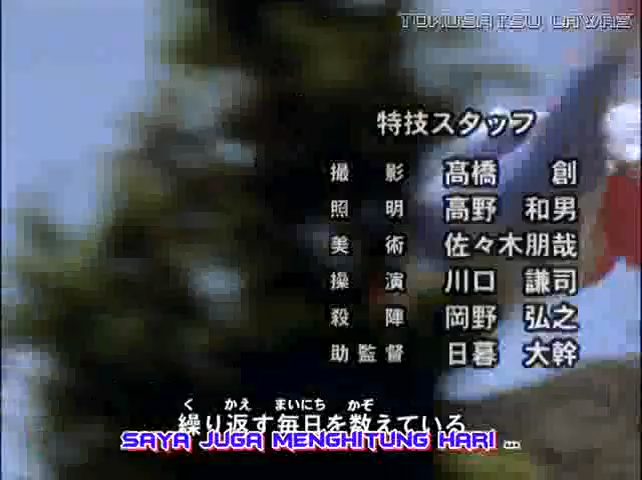 TOKUSATSU LAWAS
特技スタッフ
撮影 髙橋 創
照明 高野 和男
美術 佐々木朋哉
操演 川口 謙司
殺陣 岡野 弘之
助監督 日暮 大幹
く かえ まいにち かぞ
繰り返す毎日を数えている
SAYA JUGA MENGHITUNG HARI ...